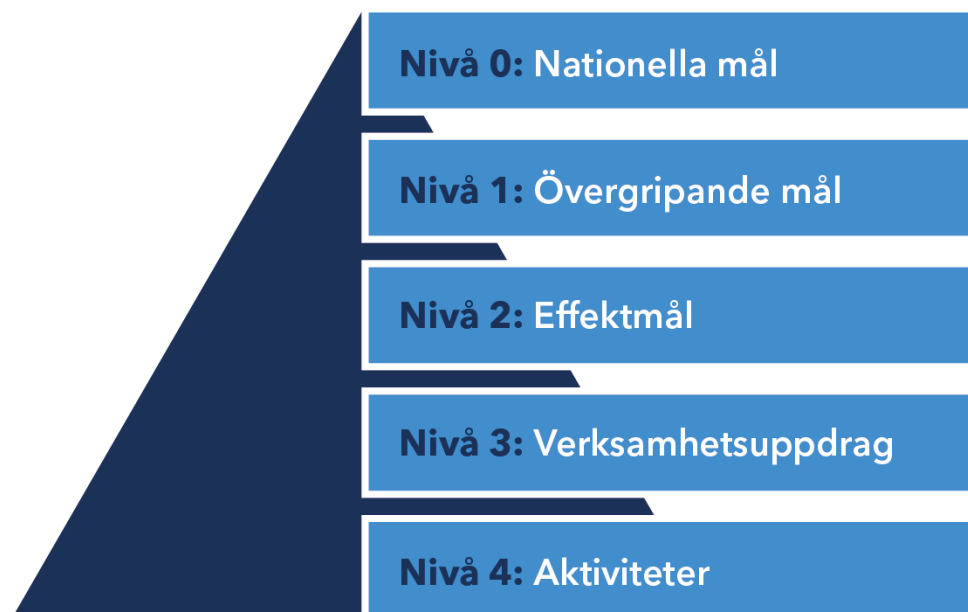 Nivå 0: Nationella mål
Nivå 1: Övergripande mål
Nivå 2: Effektmål
Nivå 3: Verksamhetsuppdrag
Nivå 4: Aktiviteter